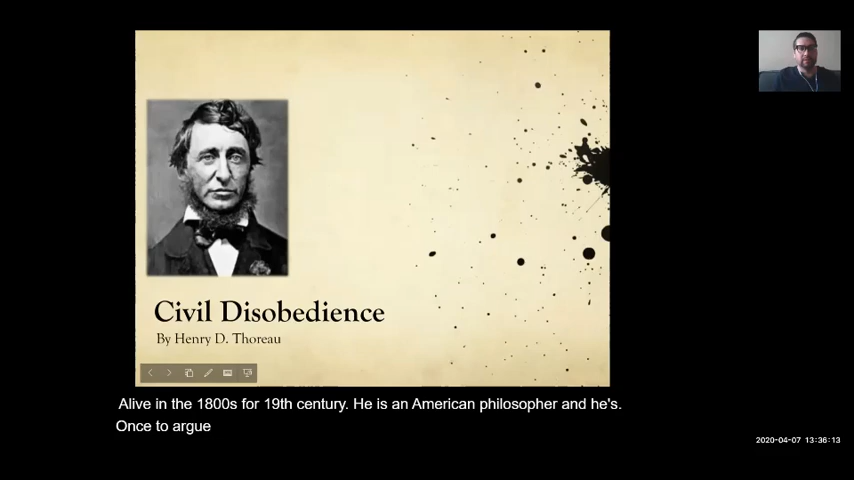 Civil Disobedience
By Henry D. Thoreau
Alive in the 1800s for 19th century. He is an American philosopher and he's.
Once to argue
2020-04-07 13:36:13